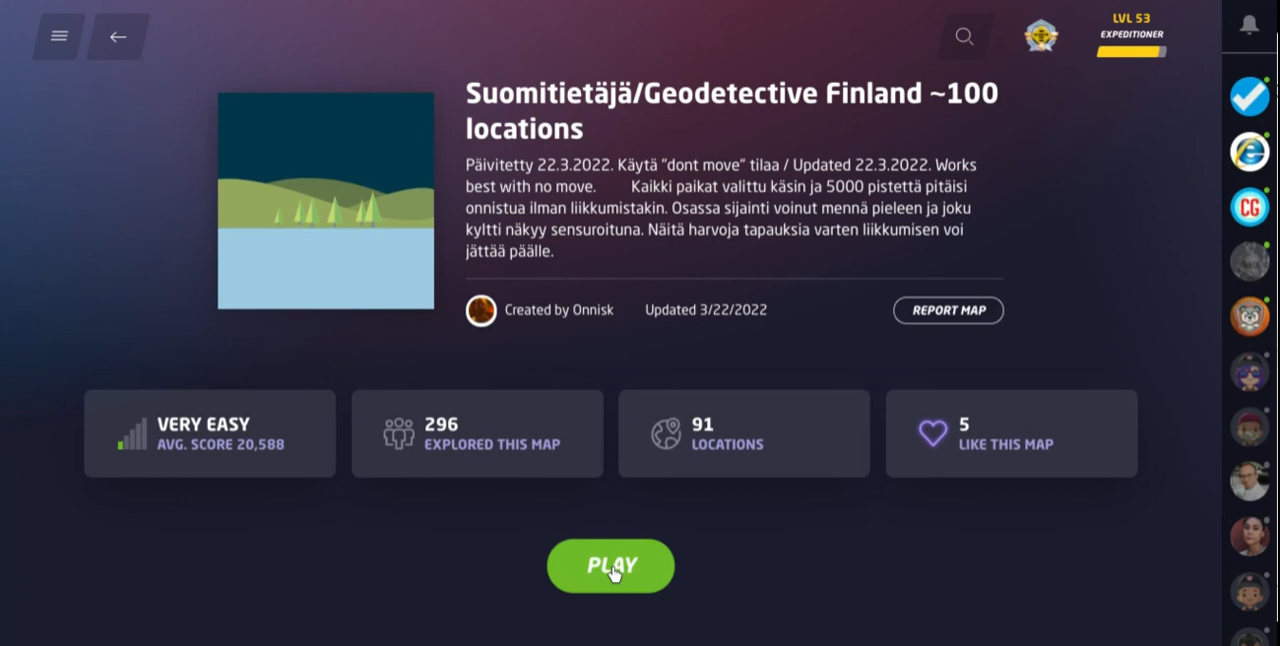 LVL 53
EXPEDITIONER
Suomitietäjä/Geodetective Finland ~100
locations
Päivitetty 22.3.2022. Käytä "dont move" tilaa / Updated 22.3.2022. Works
best with no move. Kaikki paikat valittu käsin ja 5000 pistettä pitäisi
onnistua ilman liikkumistakin. Osassa sijainti voinut mennä pieleen ja joku
kyltti näkyy sensuroituna. Näitä harvoja tapauksia varten liikkumisen voi
jättää päälle.
Created by Onnisk Updated 3/22/2022 REPORT MAP
VERY EASY
AVG. SCORE 20,588
296
EXPLORED THIS MAP
91
LOCATIONS
5
LIKE THIS MAP
PLAY
CG